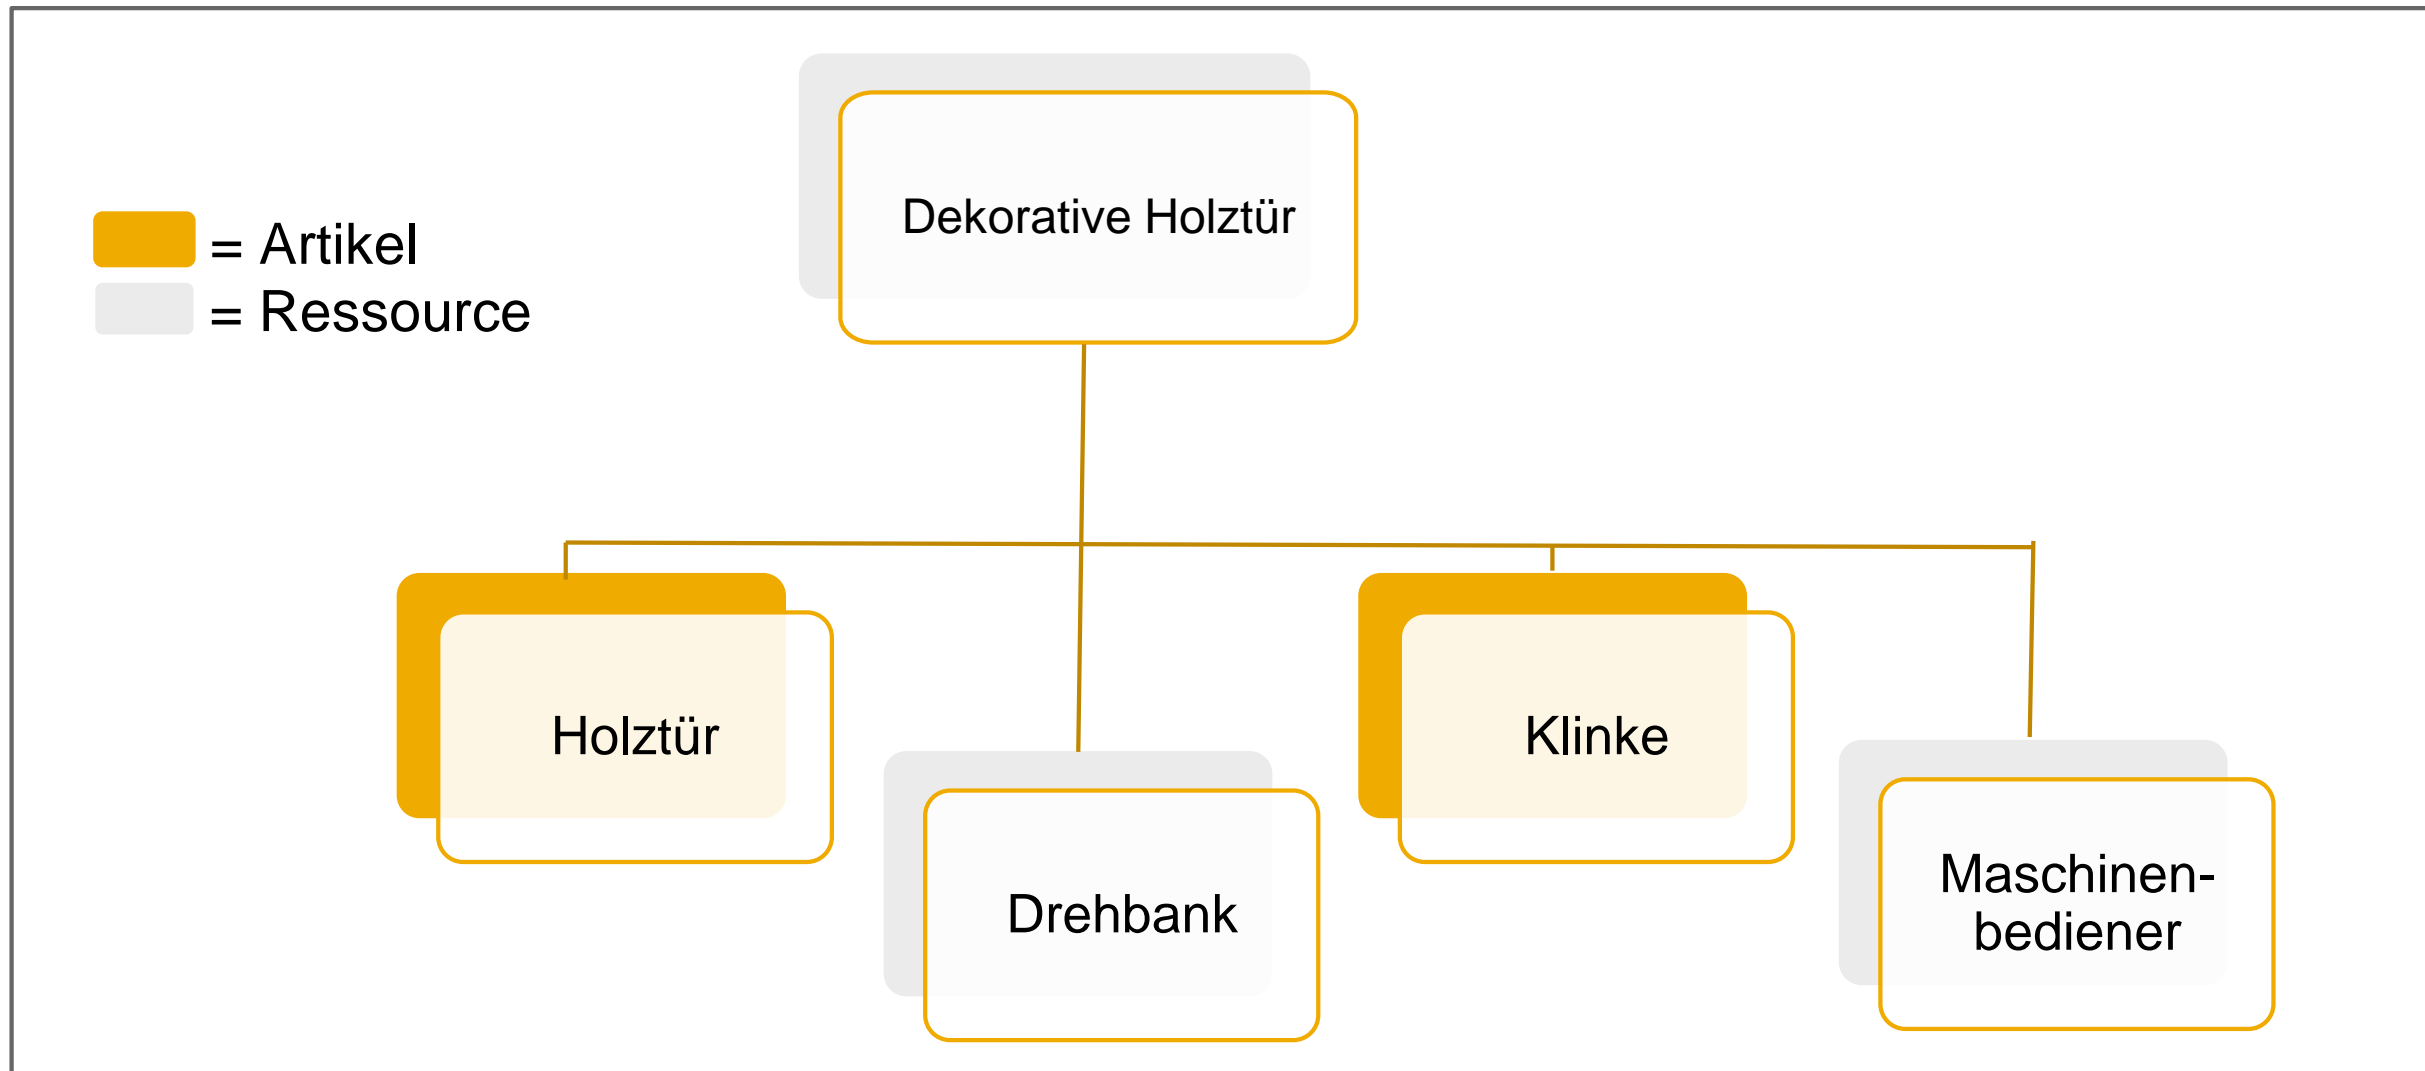 Dekorative Holztür
= Artikel
= Ressource
Holztür
Klinke
Drehbank
Maschinen-
bediener